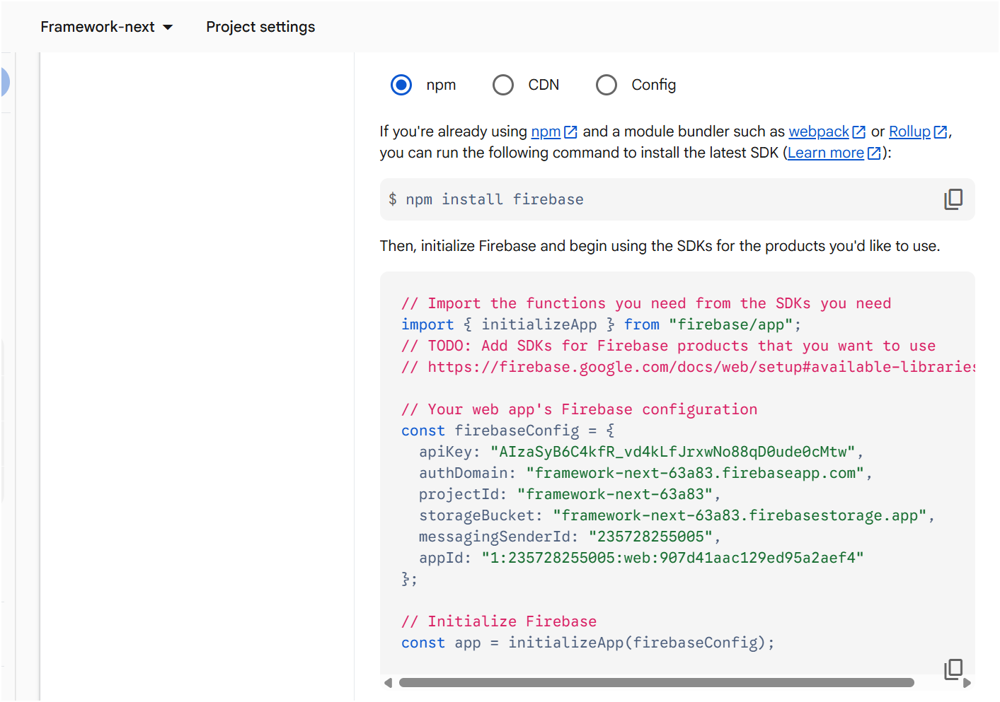 Framework-next Project settings
npm CDN Config
If you're already using npm and a module bundler such as webpack or Rollup,
you can run the following command to install the latest SDK (Learn more):
$ npm install firebase
Then, initialize Firebase and begin using the SDKs for the products you'd like to use.
// Import the functions you need from the SDKs you need
import { initializeApp } from "firebase/app";
// TODO: Add SDKs for Firebase products that you want to use
// https://firebase.google.com/docs/web/setup#available-libraries
// Your web app's Firebase configuration
const firebaseConfig = {
  apiKey: "AIzaSyB6C4kfR_vd4kLfJrxwNo88qD0ude0cMtw",
  authDomain: "framework-next-63a83.firebaseapp.com",
  projectId: "framework-next-63a83",
  storageBucket: "framework-next-63a83.firebasestorage.app",
  messagingSenderId: "235728255005",
  appId: "1:235728255005:web:907d41aac129ed95a2aef4"
};
// Initialize Firebase
const app = initializeApp(firebaseConfig);